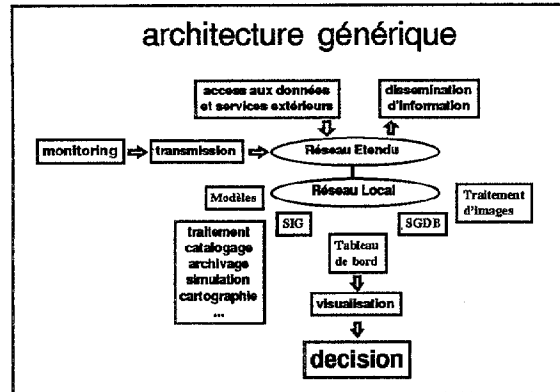 architecture générique
access aux données
et services extérieurs
dissemination
d'information
monitoring
transmission
Réseau Etendu
Réseau Local
Modèles
SIG
SGDB
Traitement
d'images
traitement
catalogage
archivage
simulation
cartographie
...
Tableau
de bord
visualisation
decision